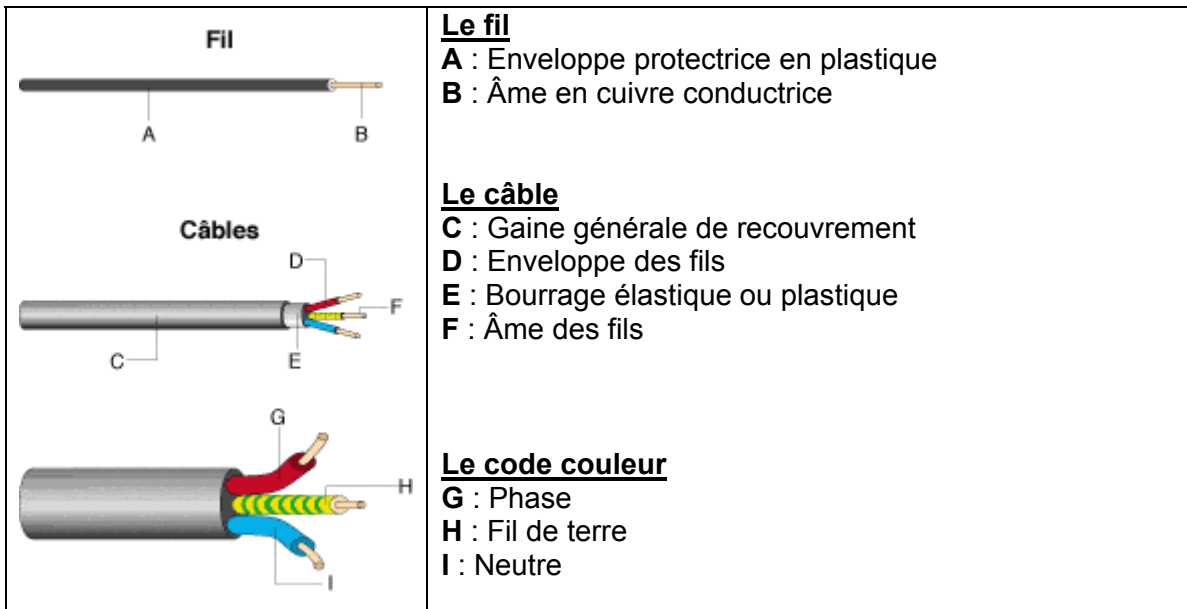 Fil
A
B
Câbles
D
F
C
E
G
H
I
Le fil
A : Enveloppe protectrice en plastique
B : Âme en cuivre conductrice
Le câble
C : Gaine générale de recouvrement
D : Enveloppe des fils
E : Bourrage élastique ou plastique
F : Âme des fils
Le code couleur
G : Phase
H : Fil de terre
I : Neutre